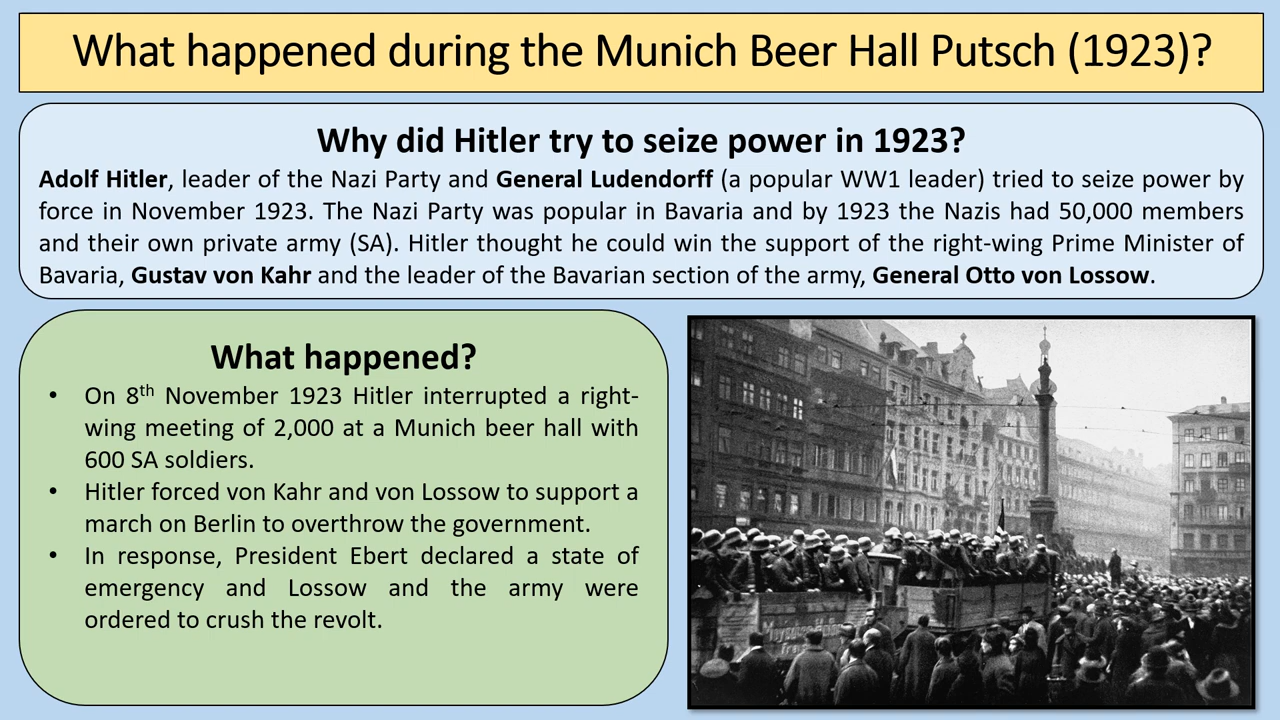 What happened during the Munich Beer Hall Putsch (1923)?
Why did Hitler try to seize power in 1923?
Adolf Hitler, leader of the Nazi Party and General Ludendorff (a popular WW1 leader) tried to seize power by
force in November 1923. The Nazi Party was popular in Bavaria and by 1923 the Nazis had 50,000 members
and their own private army (SA). Hitler thought he could win the support of the right-wing Prime Minister of
Bavaria, Gustav von Kahr and the leader of the Bavarian section of the army, General Otto von Lossow.
What happened?
• On 8th November 1923 Hitler interrupted a right-
wing meeting of 2,000 at a Munich beer hall with
600 SA soldiers.
• Hitler forced von Kahr and von Lossow to support a
march on Berlin to overthrow the government.
• In response, President Ebert declared a state of
emergency and Lossow and the army were
ordered to crush the revolt.